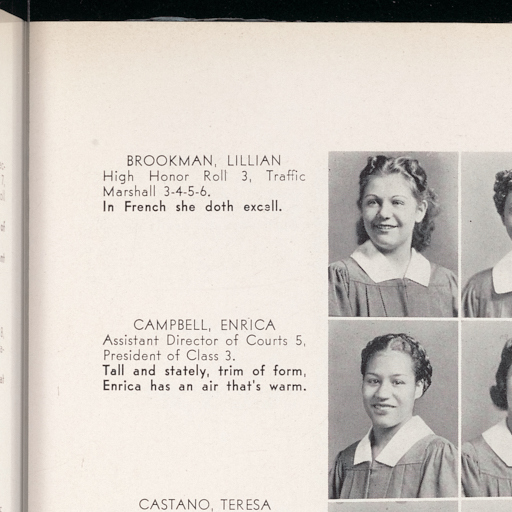 BROOKMAN, LILLIAN
High Honor Roll 3, Traffic
Marshall 3-4-5-6.
In French she doth excell.
CAMPBELL, ENRICA
Assistant Director of Courts 5,
President of Class 3.
Tall and stately, trim of form,
Enrica has an air that's warm.
CASTANO, TERESA